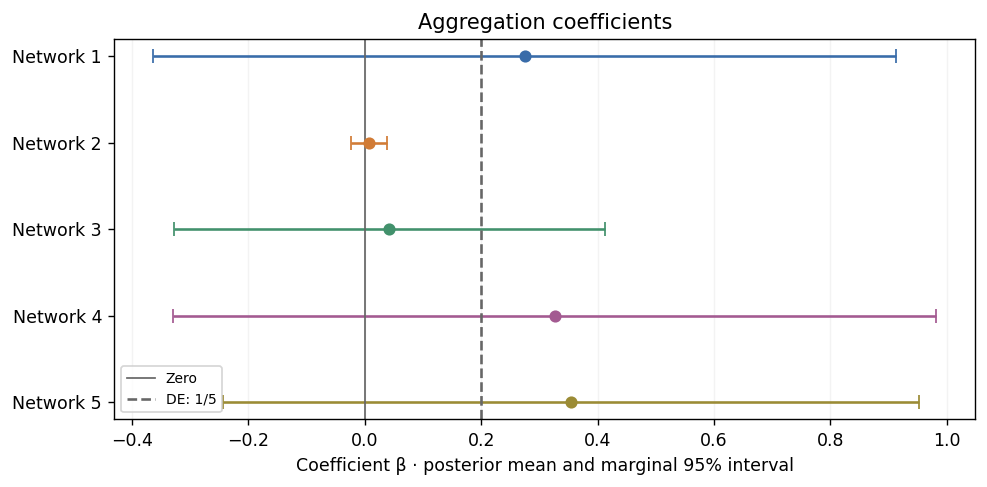 Aggregation coefficients
Network 1
Network 2
Network 3
Network 4
Network 5
Zero
DE: 1/5
−0.4 −0.2 0.0 0.2 0.4 0.6 0.8 1.0
Coefficient β · posterior mean and marginal 95% interval